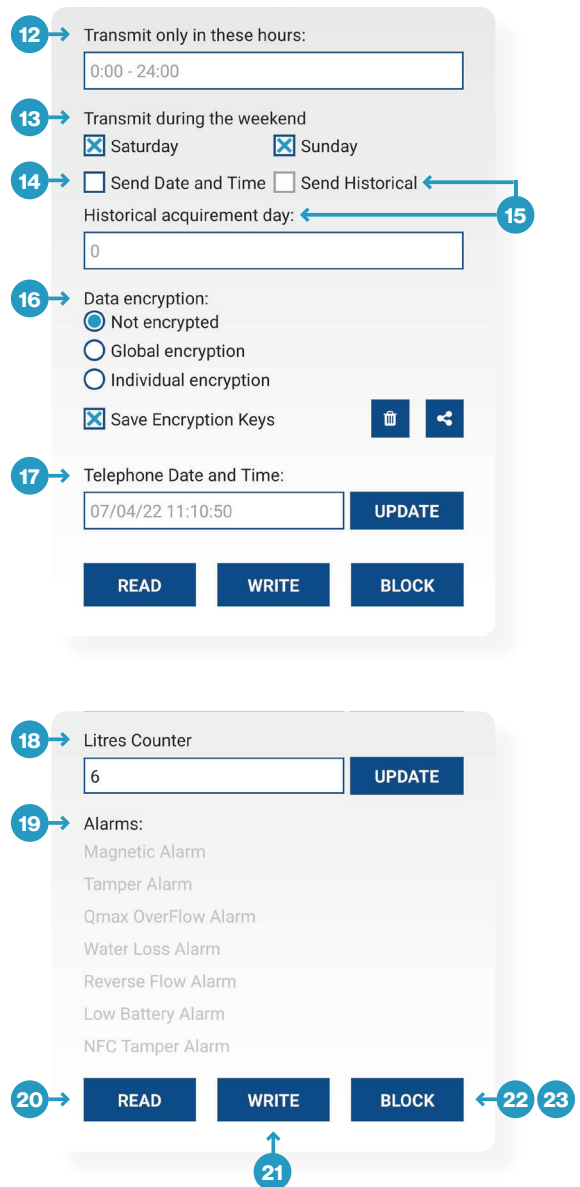 12 Transmit only in these hours:
0:00 - 24:00
13 Transmit during the weekend
Saturday Sunday
14 Send Date and Time Send Historical
Historical acquirement day: 15
0
16 Data encryption:
Not encrypted
Global encryption
Individual encryption
Save Encryption Keys
17 Telephone Date and Time:
07/04/22 11:10:50 UPDATE
READ WRITE BLOCK
18 Litres Counter
6 UPDATE
19 Alarms:
Magnetic Alarm
Tamper Alarm
Qmax OverFlow Alarm
Water Loss Alarm
Reverse Flow Alarm
Low Battery Alarm
NFC Tamper Alarm
20 READ WRITE BLOCK 22 23
21